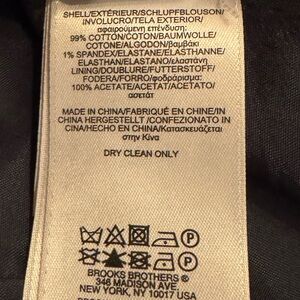 SHELL/EXTÉRIEUR/SCHLUPFBLOUSON/
INVOLUCRO/TELA EXTERIOR/
αφαιρούμενη επένδυση:
99% COTTON/COTON/BAUMWOLLE/
COTONE/ALGODON/βαμβάκι
1% SPANDEX/ELASTANE/ELASTHANNE/
ELASTHAN/ELASTANO/ελαστάνη
LINING/DOUBLURE/FUTTERSTOFF/
FODERA/FORRO/φοδράρισμα:
100% ACETATE/ACETAT/ACETATO/
ασετάτ
MADE IN CHINA/FABRIQUÉ EN CHINE/IN
CHINA HERGESTELLT /CONFEZIONATO IN
CINA/HECHO EN CHINA/Κατασκευάζεται
στην Κίνα
DRY CLEAN ONLY
P
P
BROOKS BROTHERS ®
346 MADISON AVE.
NEW YORK, NY 10017 USA